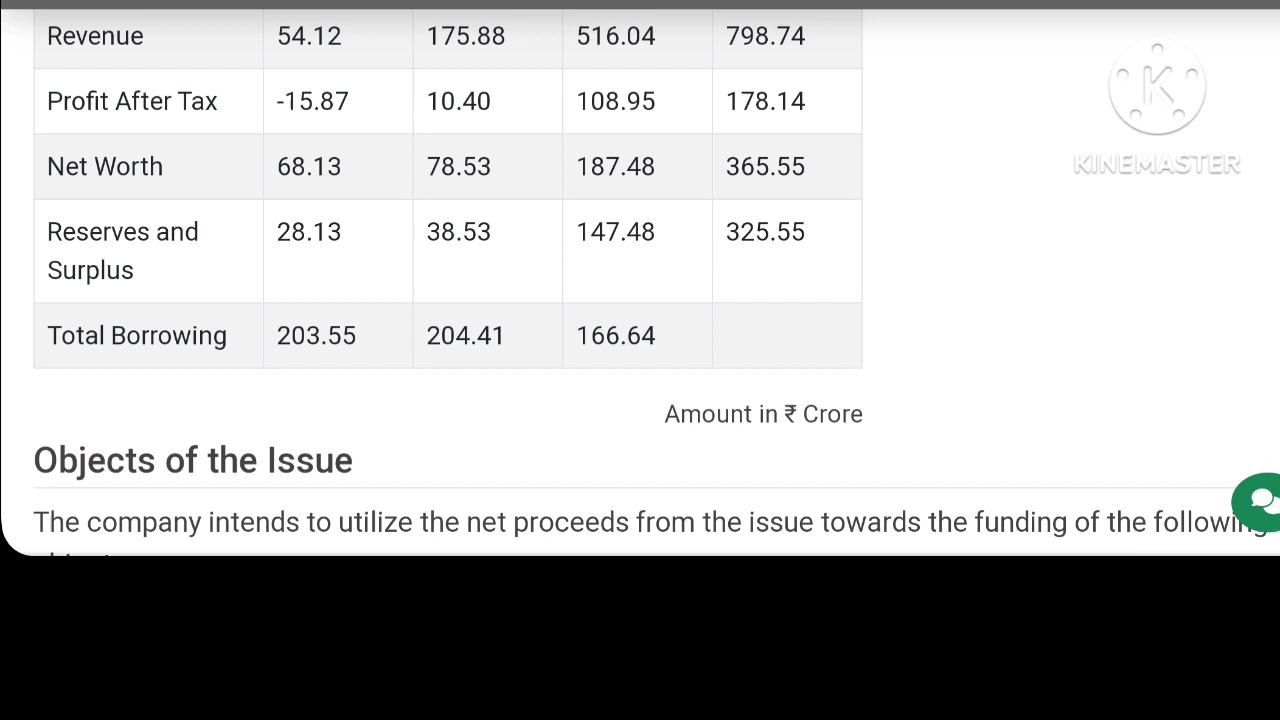 Revenue 54.12 175.88 516.04 798.74
Profit After Tax -15.87 10.40 108.95 178.14
Net Worth 68.13 78.53 187.48 365.55
Reserves and 28.13 38.53 147.48 325.55
Surplus
Total Borrowing 203.55 204.41 166.64
Amount in ₹ Crore
Objects of the Issue
The company intends to utilize the net proceeds from the issue towards the funding of the following
K
KINEMASTER